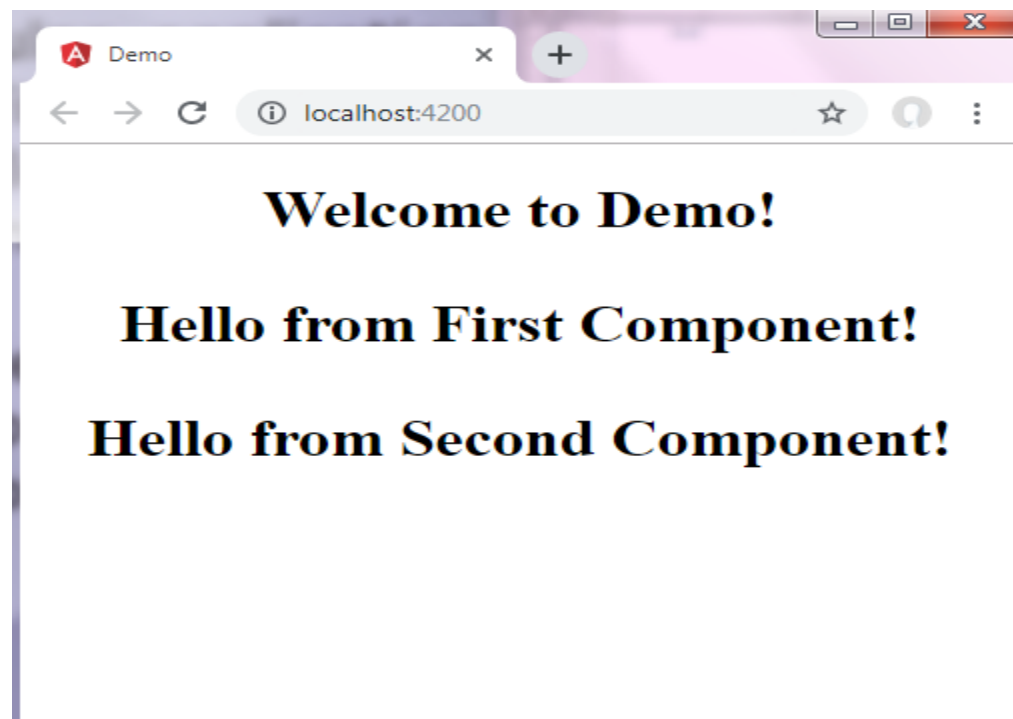 Demo
localhost:4200
Welcome to Demo!
Hello from First Component!
Hello from Second Component!